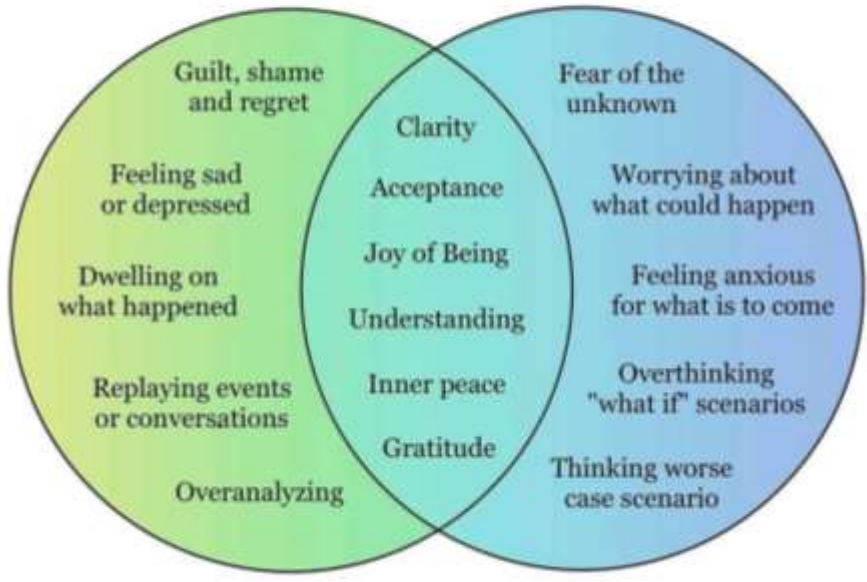 Guilt, shame
and regret
Feeling sad
or depressed
Dwelling on
what happened
Replaying events
or conversations
Overanalyzing
Clarity
Acceptance
Joy of Being
Understanding
Inner peace
Gratitude
Fear of the
unknown
Worrying about
what could happen
Feeling anxious
for what is to come
Overthinking
"what if" scenarios
Thinking worse
case scenario